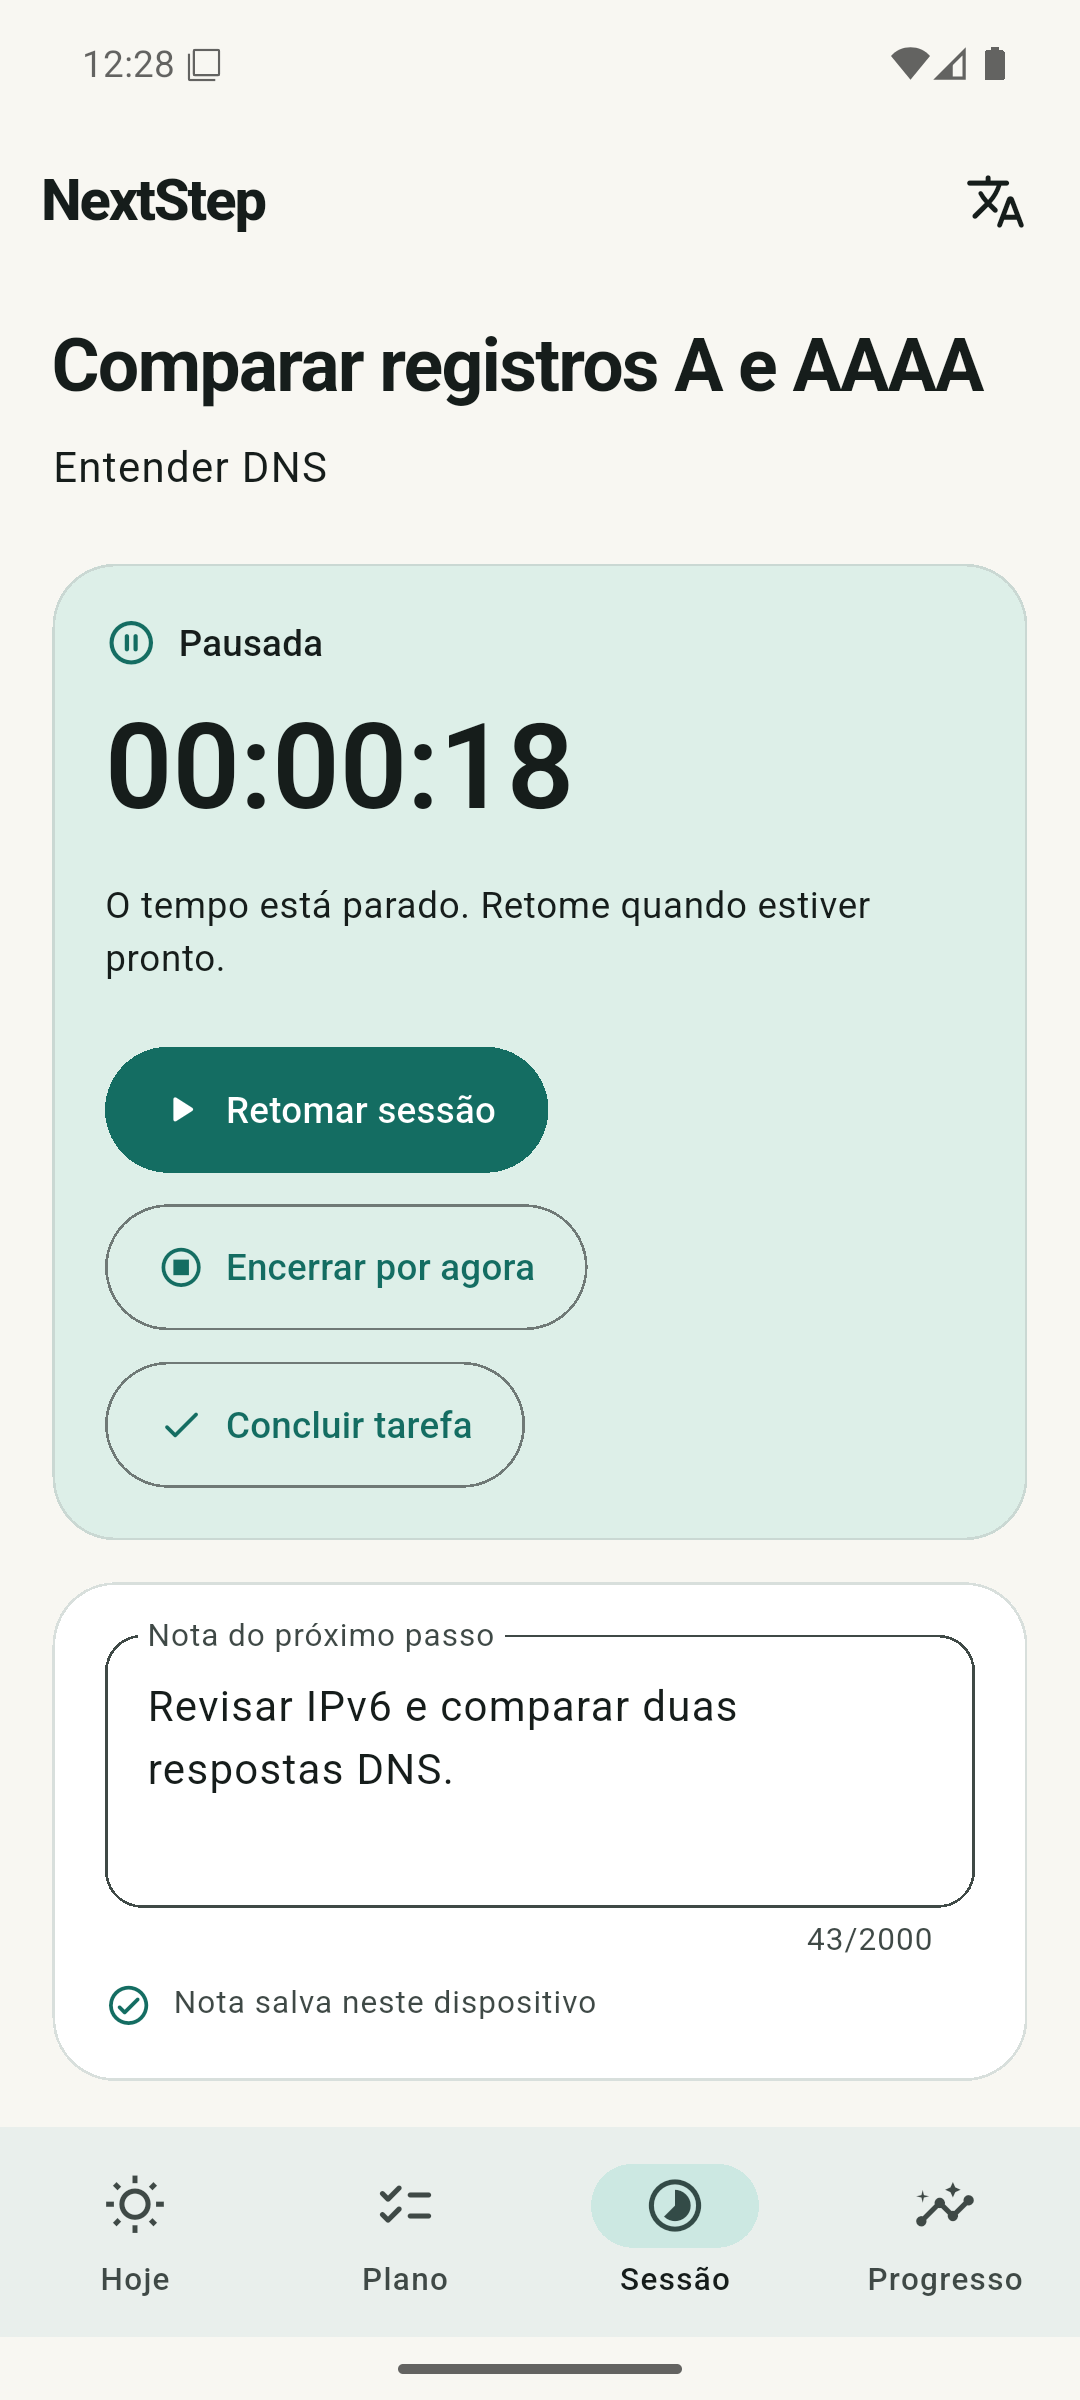 12:28
NextStep
Comparar registros A e AAAA
Entender DNS
Pausada
00:00:18
O tempo está parado. Retome quando estiver
pronto.
Retomar sessão
Encerrar por agora
Concluir tarefa
Nota do próximo passo
Revisar IPv6 e comparar duas
respostas DNS.
43/2000
Nota salva neste dispositivo
Hoje
Plano
Sessão
Progresso